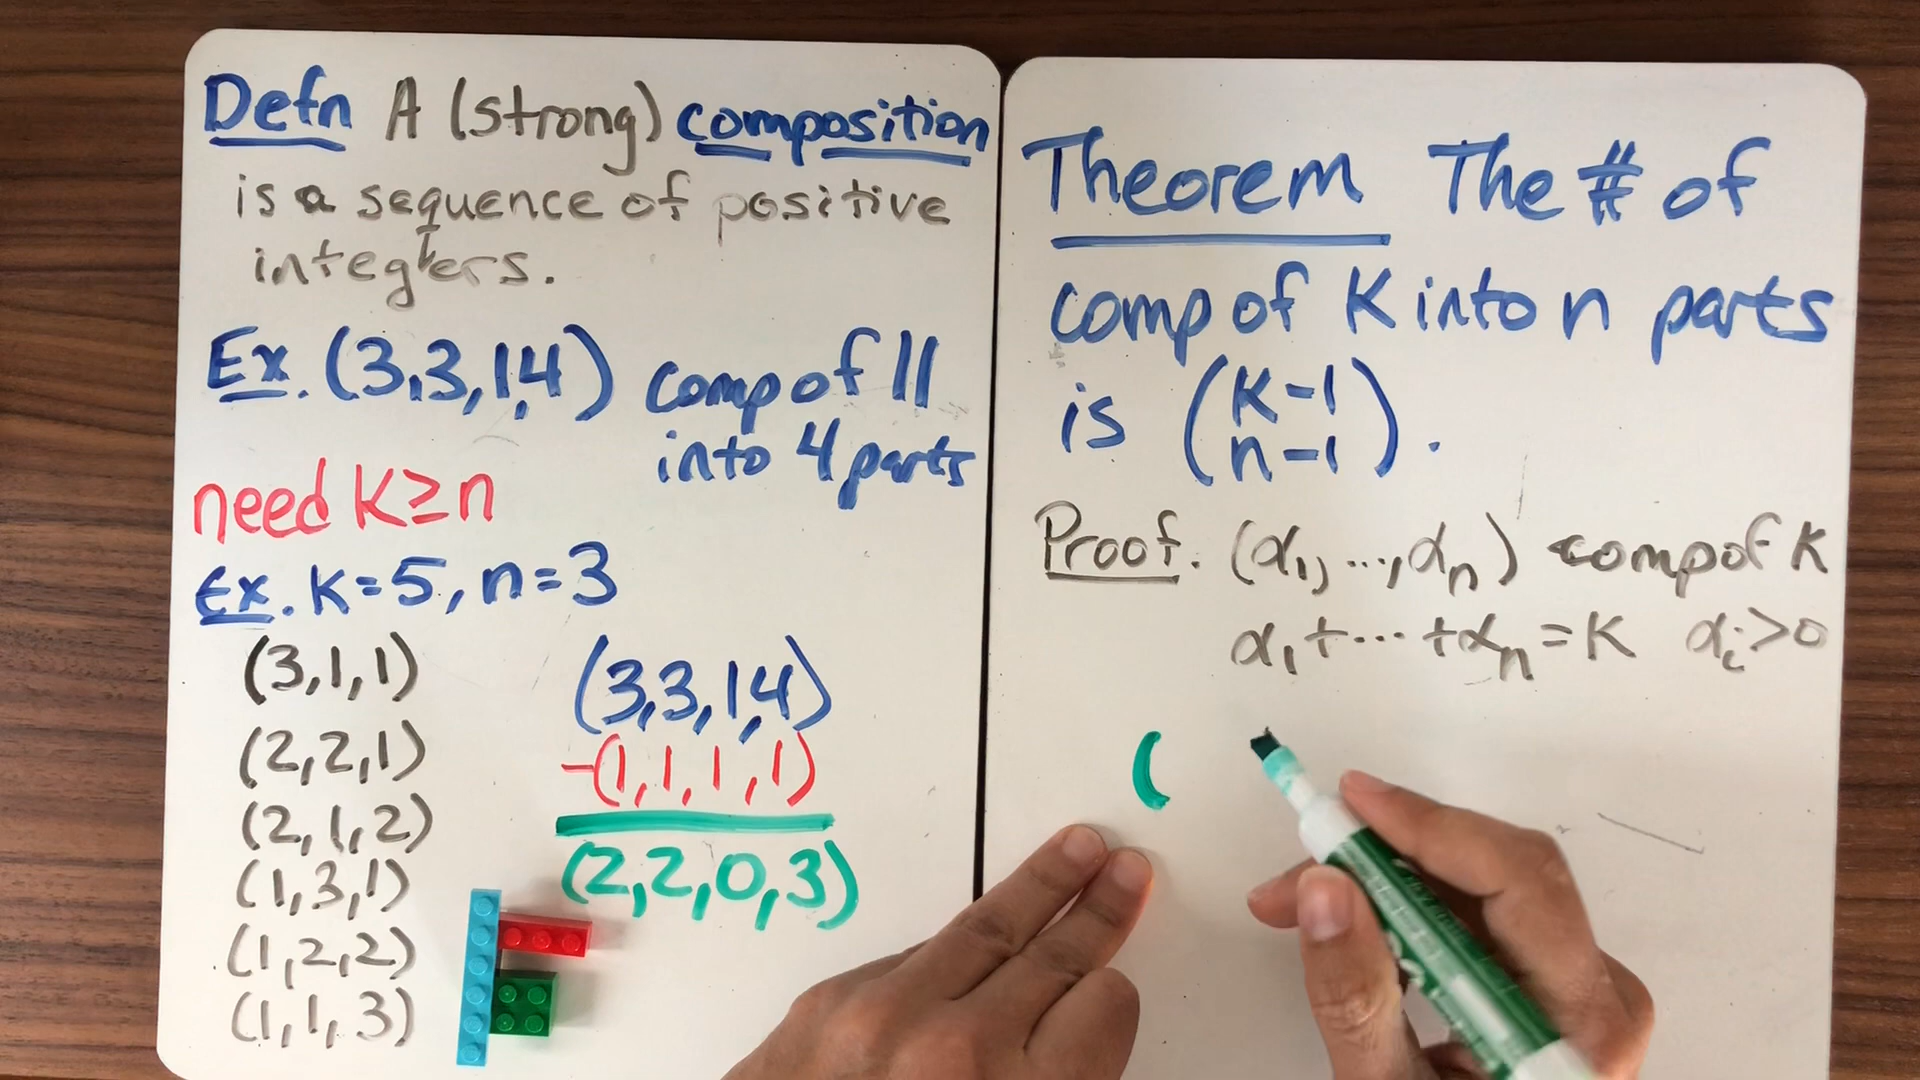 Defn A (strong) composition
is a sequence of positive
integers.
Ex. (3,3,1,4) comp of 11
into 4 parts
need k≥n
Ex. k=5, n=3
(3,1,1)
(2,2,1)
(2,1,2)
(1,3,1)
(1,2,2)
(1,1,3)
(3,3,1,4)
-(1,1,1,1)
(2,2,0,3)
Theorem The # of
comp of k into n parts
is (k-1
n-1).
Proof. (α₁,...,αₙ) comp of k
α₁+⋯+αₙ=k αᵢ>0
(